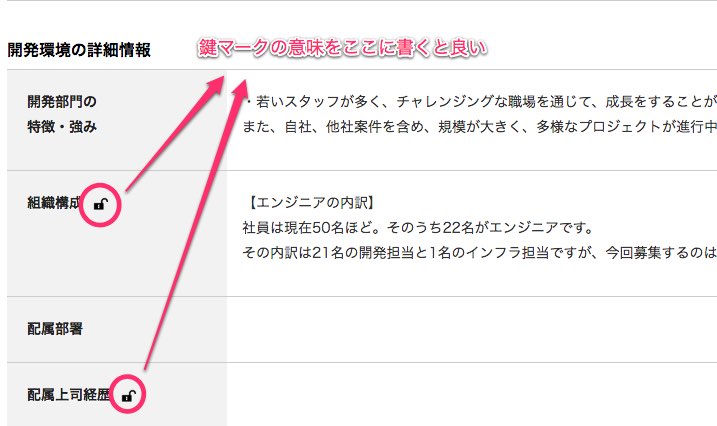 開発環境の詳細情報
鍵マークの意味をここに書くと良い
開発部門の
特徴・強み
・若いスタッフが多く、チャレンジングな職場を通じて、成長をすることが
また、自社、他社案件を含め、規模が大きく、多様なプロジェクトが進行中
組織構成
【エンジニアの内訳】
社員は現在50名ほど。そのうち22名がエンジニアです。
その内訳は21名の開発担当と1名のインフラ担当ですが、今回募集するのは
配属部署
配属上司経歴